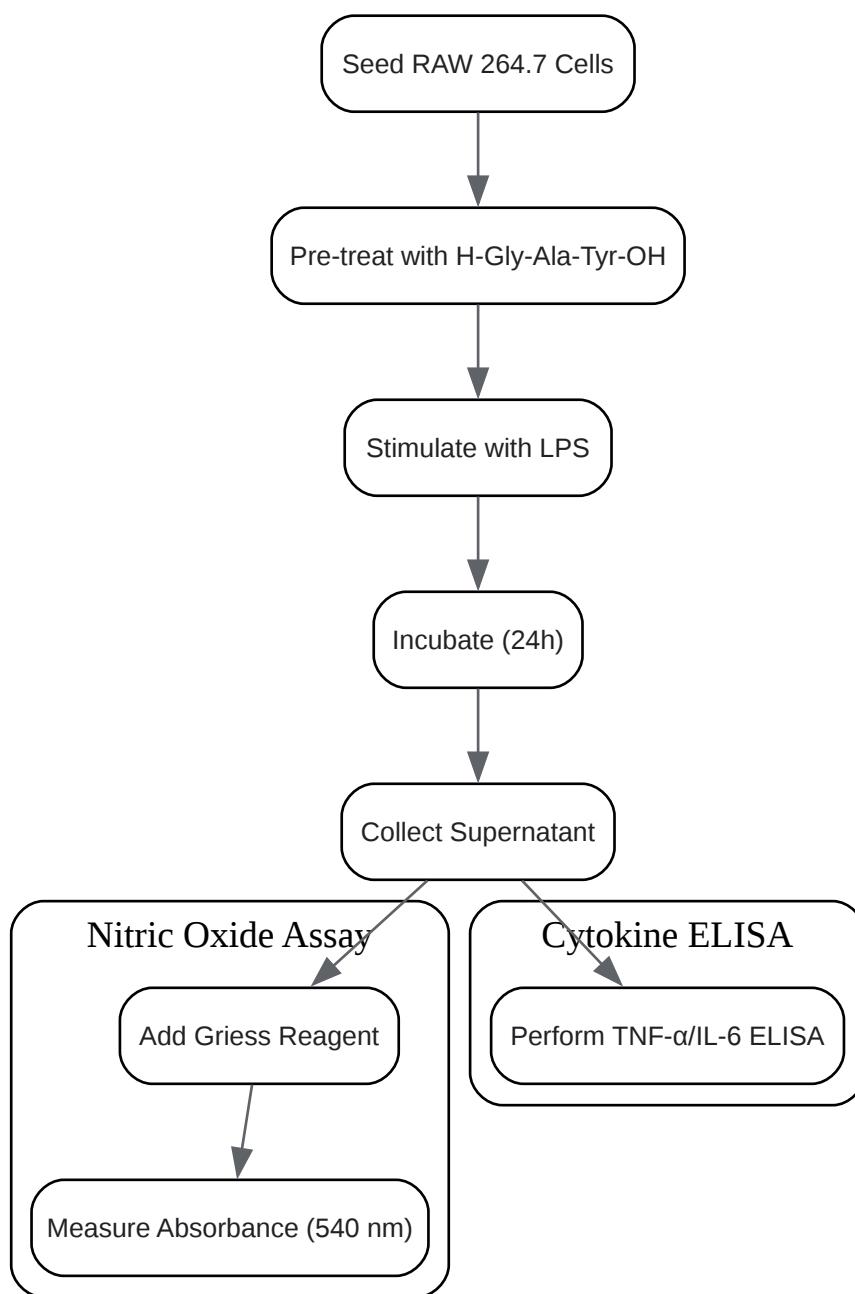 Seed RAW 264.7 Cells
Pre-treat with H-Gly-Ala-Tyr-OH
Stimulate with LPS
Incubate (24h)
Collect Supernatant
Nitric Oxide Assay
Add Griess Reagent
Measure Absorbance (540 nm)
Cytokine ELISA
Perform TNF-α/IL-6 ELISA